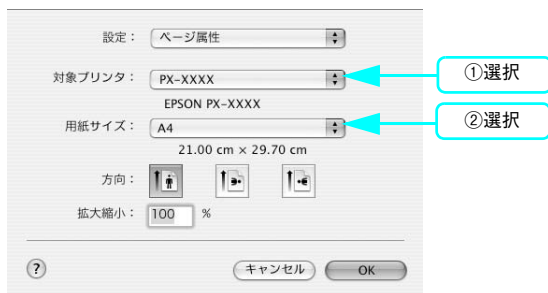 設定： ページ属性
対象プリンタ： PX-XXXX ①選択
EPSON PX-XXXX
用紙サイズ： A4 ②選択
21.00 cm × 29.70 cm
方向：
拡大縮小： 100 %
? キャンセル OK